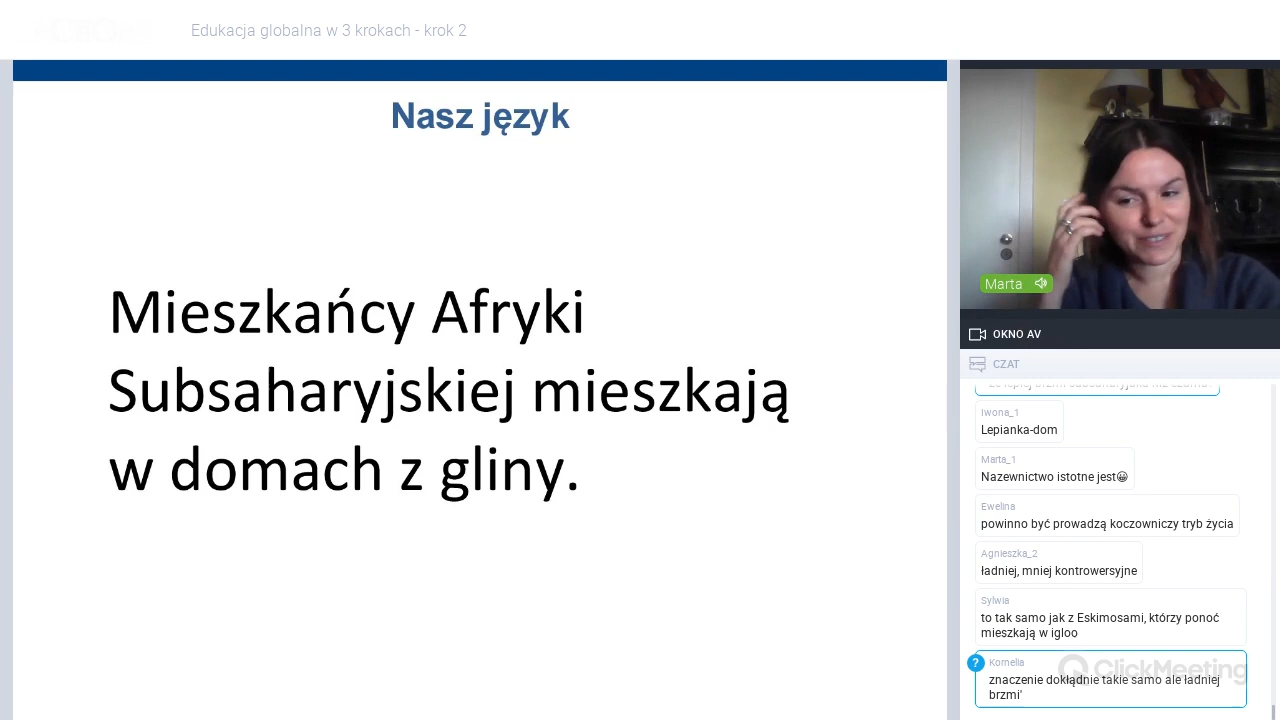 Edukacja globalna w 3 krokach - krok 2
Nasz język
Mieszkańcy Afryki
Subsaharyjskiej mieszkają
w domach z gliny.
Marta
OKNO AV
CZAT
Iwona_1
Lepianka-dom
Marta_1
Nazewnictwo istotne jest😀
Ewelina
powinno być prowadzą koczowniczy tryb życia
Agnieszka_2
ładniej, mniej kontrowersyjne
Sylwia
to tak samo jak z Eskimosami, którzy ponoć
mieszkają w igloo
?
Kornelia
znaczenie dokłądnie takie samo ale ładniej
brzmi'
ClickMeeting